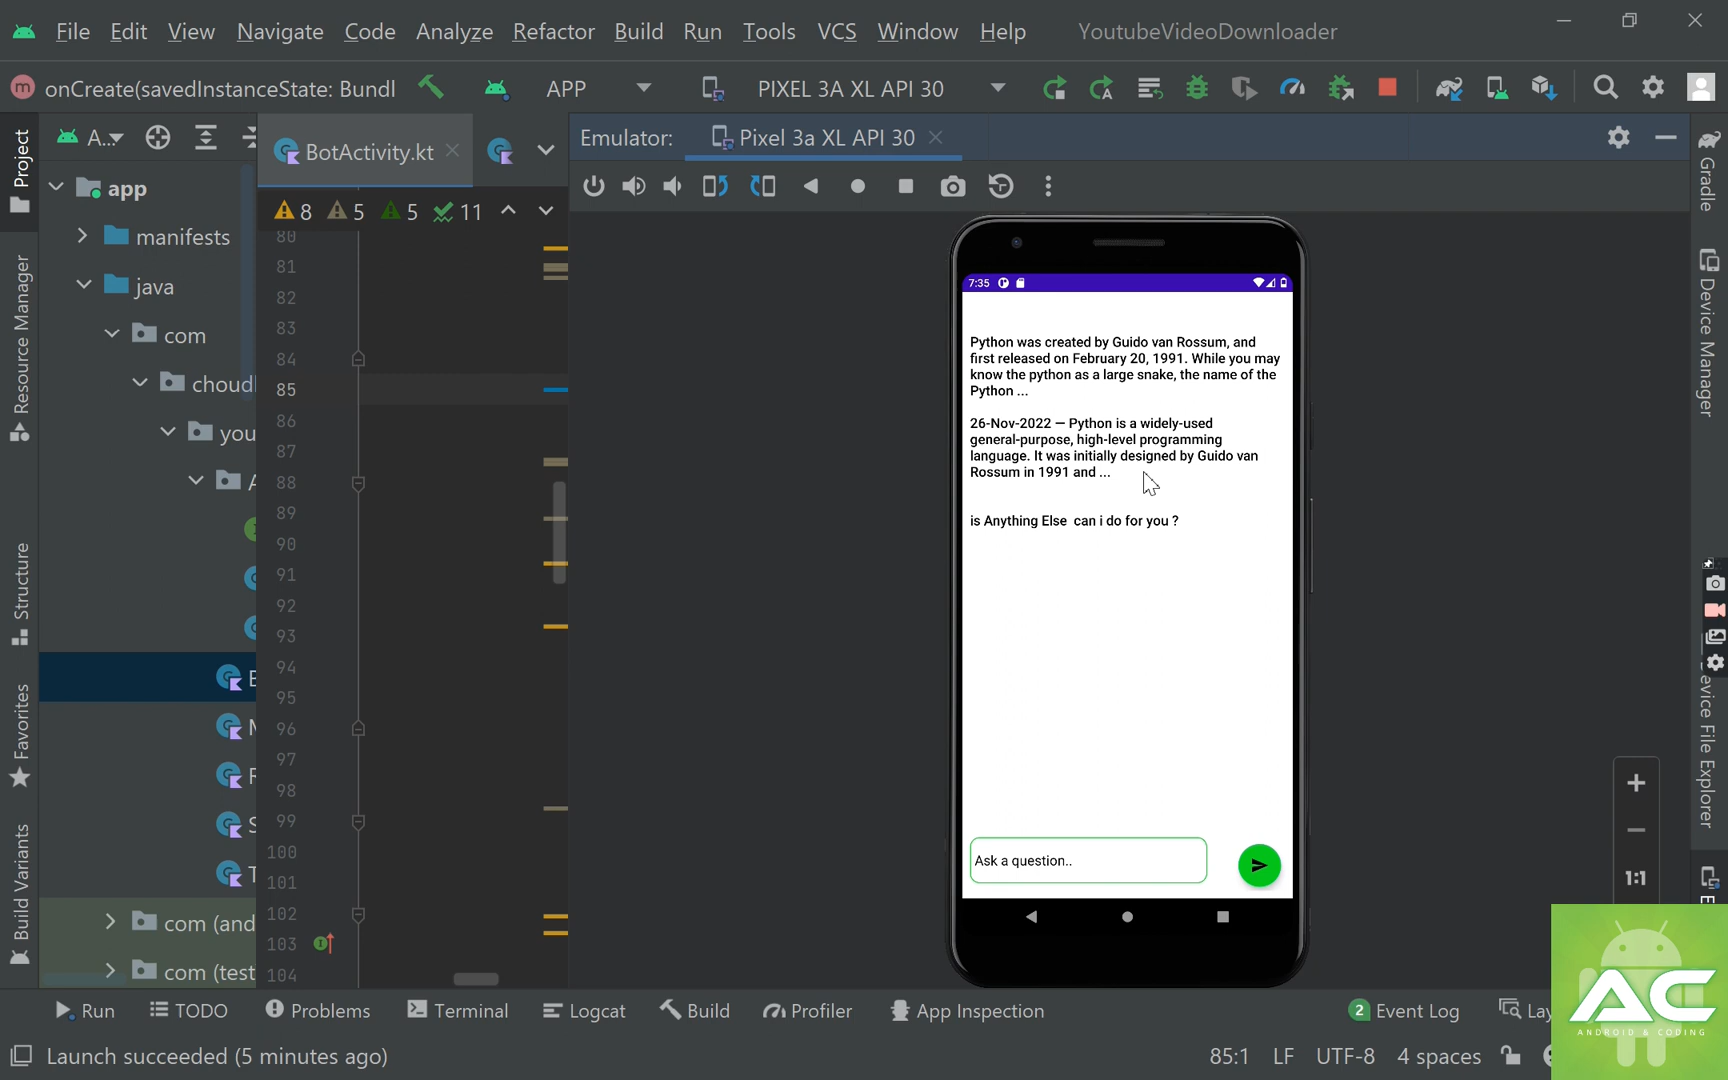 File Edit View Navigate Code Analyze Refactor Build Run Tools VCS Window Help YoutubeVideoDownloader
onCreate(savedInstanceState: Bundl APP PIXEL 3A XL API 30
Project
Resource Manager
Structure
Favorites
Build Variants
A...
app
manifests
java
com
choud
you
A
E
M
R
S
T
com (and
com (test
BotActivity.kt
8 5 5 11
80
81
82
83
84
85
86
87
88
89
90
91
92
93
94
95
96
97
98
99
100
101
102
103
104
Emulator: Pixel 3a XL API 30
7:35
Python was created by Guido van Rossum, and
first released on February 20, 1991. While you may
know the python as a large snake, the name of the
Python ...
26-Nov-2022 — Python is a widely-used
general-purpose, high-level programming
language. It was initially designed by Guido van
Rossum in 1991 and ...
is Anything Else can i do for you ?
Ask a question..
1:1
Gradle
Device Manager
evice File Explorer
E
Run TODO Problems Terminal Logcat Build Profiler App Inspection 2 Event Log Lay
Launch succeeded (5 minutes ago) 85:1 LF UTF-8 4 spaces
AC
ANDROID & CODING